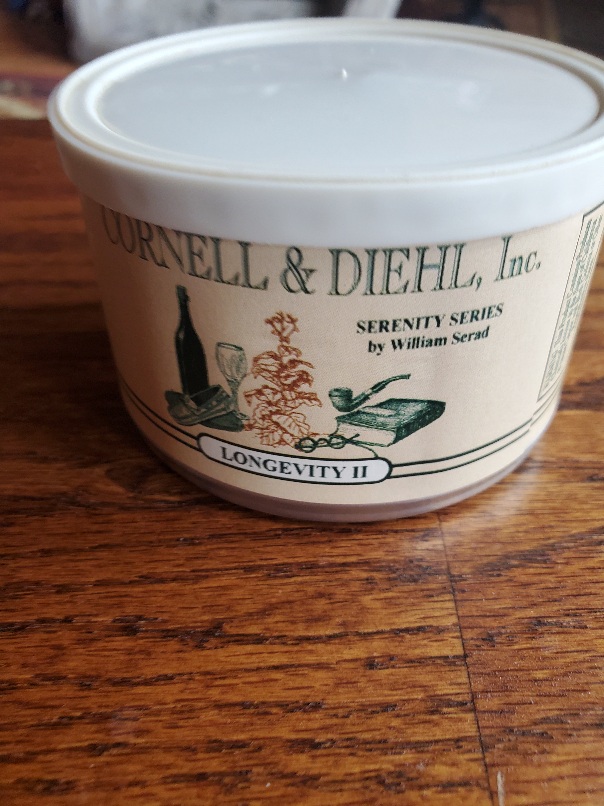 CORNELL & DIEHL, Inc.
SERENITY SERIES
by William Serad
LONGEVITY II